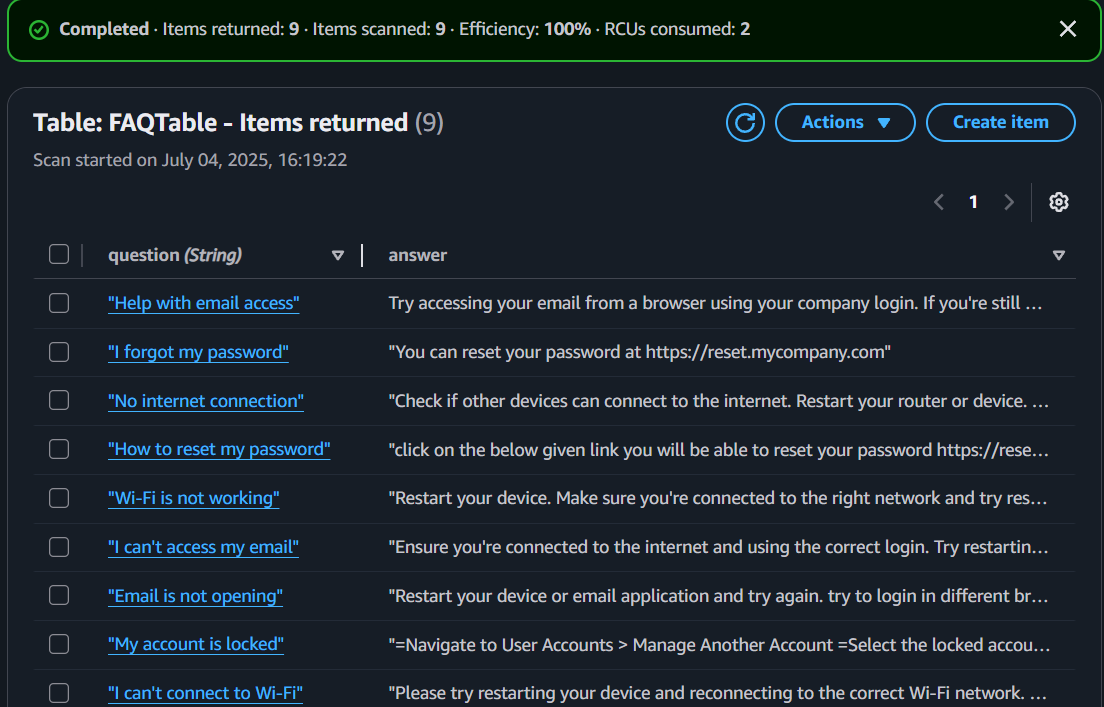 Completed · Items returned: 9 · Items scanned: 9 · Efficiency: 100% · RCUs consumed: 2
Table: FAQTable - Items returned (9)
Actions
Create item
Scan started on July 04, 2025, 16:19:22
1
question (String) answer
"Help with email access" Try accessing your email from a browser using your company login. If you're still …
"I forgot my password" "You can reset your password at https://reset.mycompany.com"
"No internet connection" "Check if other devices can connect to the internet. Restart your router or device. …
"How to reset my password" "click on the below given link you will be able to reset your password https://rese…
"Wi-Fi is not working" "Restart your device. Make sure you're connected to the right network and try res…
"I can't access my email" "Ensure you're connected to the internet and using the correct login. Try restartin…
"Email is not opening" "Restart your device or email application and try again. try to login in different br…
"My account is locked" "=Navigate to User Accounts > Manage Another Account =Select the locked accou…
"I can't connect to Wi-Fi" "Please try restarting your device and reconnecting to the correct Wi-Fi network. …